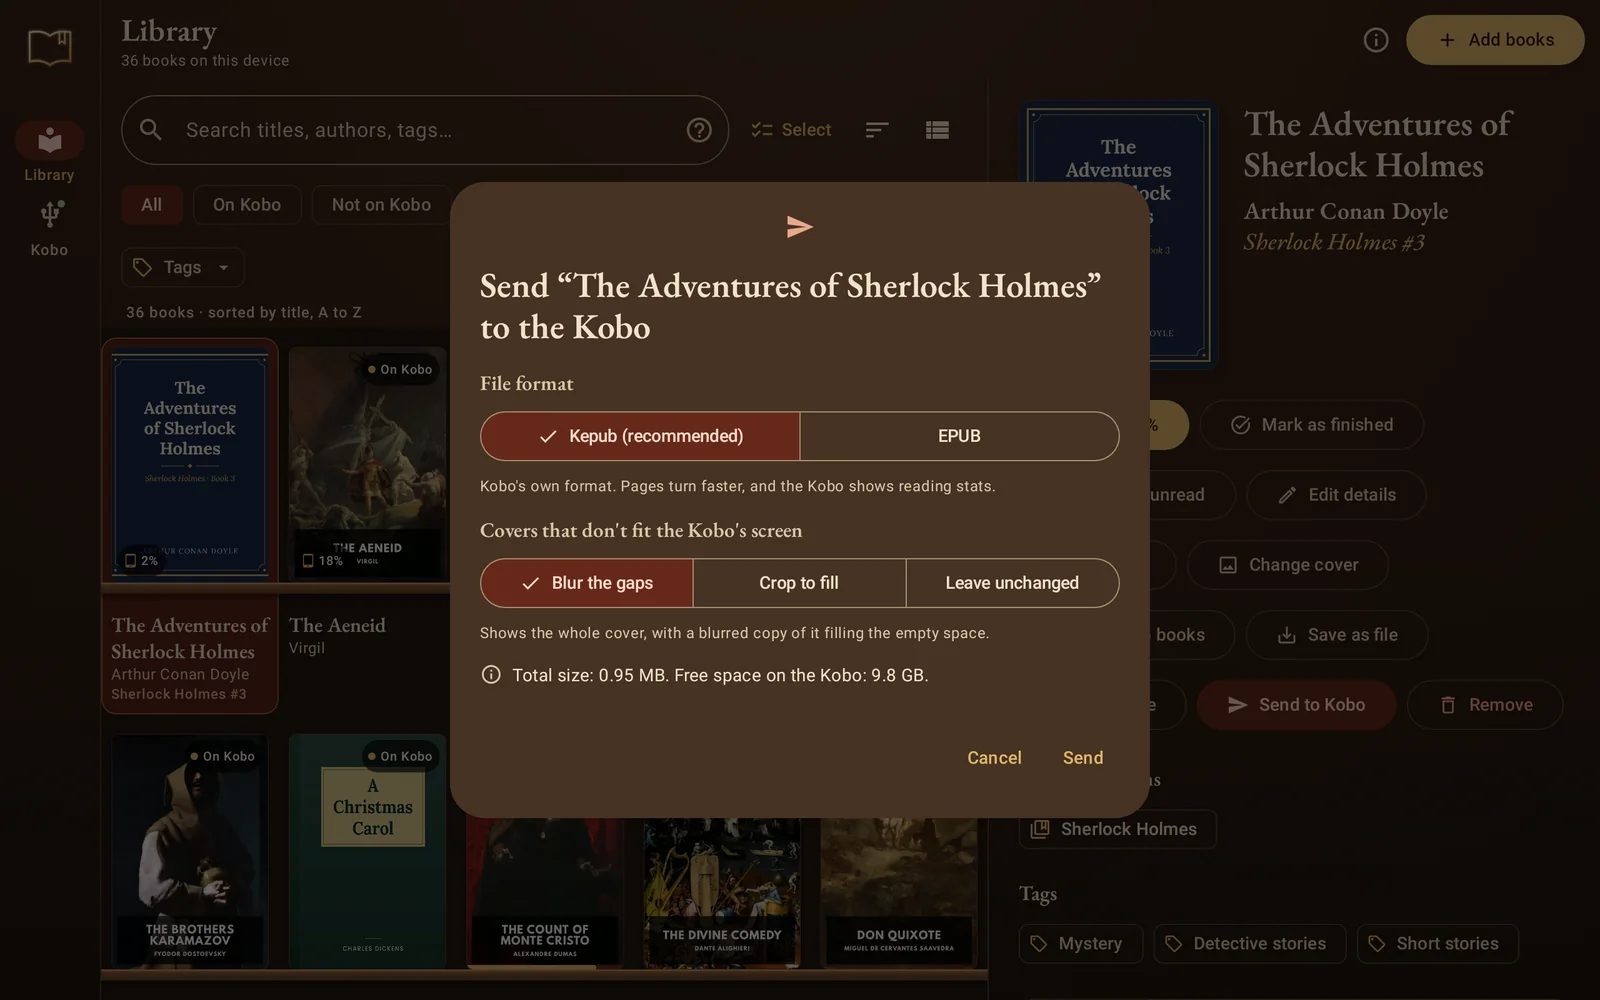 Library
36 books on this device
Add books
Library
Kobo
Search titles, authors, tags…
Select
All
On Kobo
Not on Kobo
Tags
36 books · sorted by title, A to Z
The
Adventures
of Sherlock
Holmes
Sherlock Holmes · Book 3
ARTHUR CONAN DOYLE
2%
The Adventures of
Sherlock Holmes
Arthur Conan Doyle
Sherlock Holmes #3
On Kobo
THE AENEID
VIRGIL
18%
The Aeneid
Virgil
On Kobo
THE BROTHERS
KARAMAZOV
FYODOR DOSTOEVSKY
On Kobo
A
Christmas
Carol
CHARLES DICKENS
THE COUNT OF
MONTE CRISTO
ALEXANDRE DUMAS
THE DIVINE COMEDY
DANTE ALIGHIERI
DON QUIXOTE
MIGUEL DE CERVANTES SAAVEDRA
Send “The Adventures of Sherlock Holmes”
to the Kobo
File format
Kepub (recommended)
EPUB
Kobo's own format. Pages turn faster, and the Kobo shows reading stats.
Covers that don't fit the Kobo's screen
Blur the gaps
Crop to fill
Leave unchanged
Shows the whole cover, with a blurred copy of it filling the empty space.
Total size: 0.95 MB. Free space on the Kobo: 9.8 GB.
Cancel
Send
The
Adventures
The Adventures of
Sherlock Holmes
Arthur Conan Doyle
Sherlock Holmes #3
%
Mark as finished
unread
Edit details
Change cover
books
Save as file
Send to Kobo
Remove
Sherlock Holmes
Tags
Mystery
Detective stories
Short stories